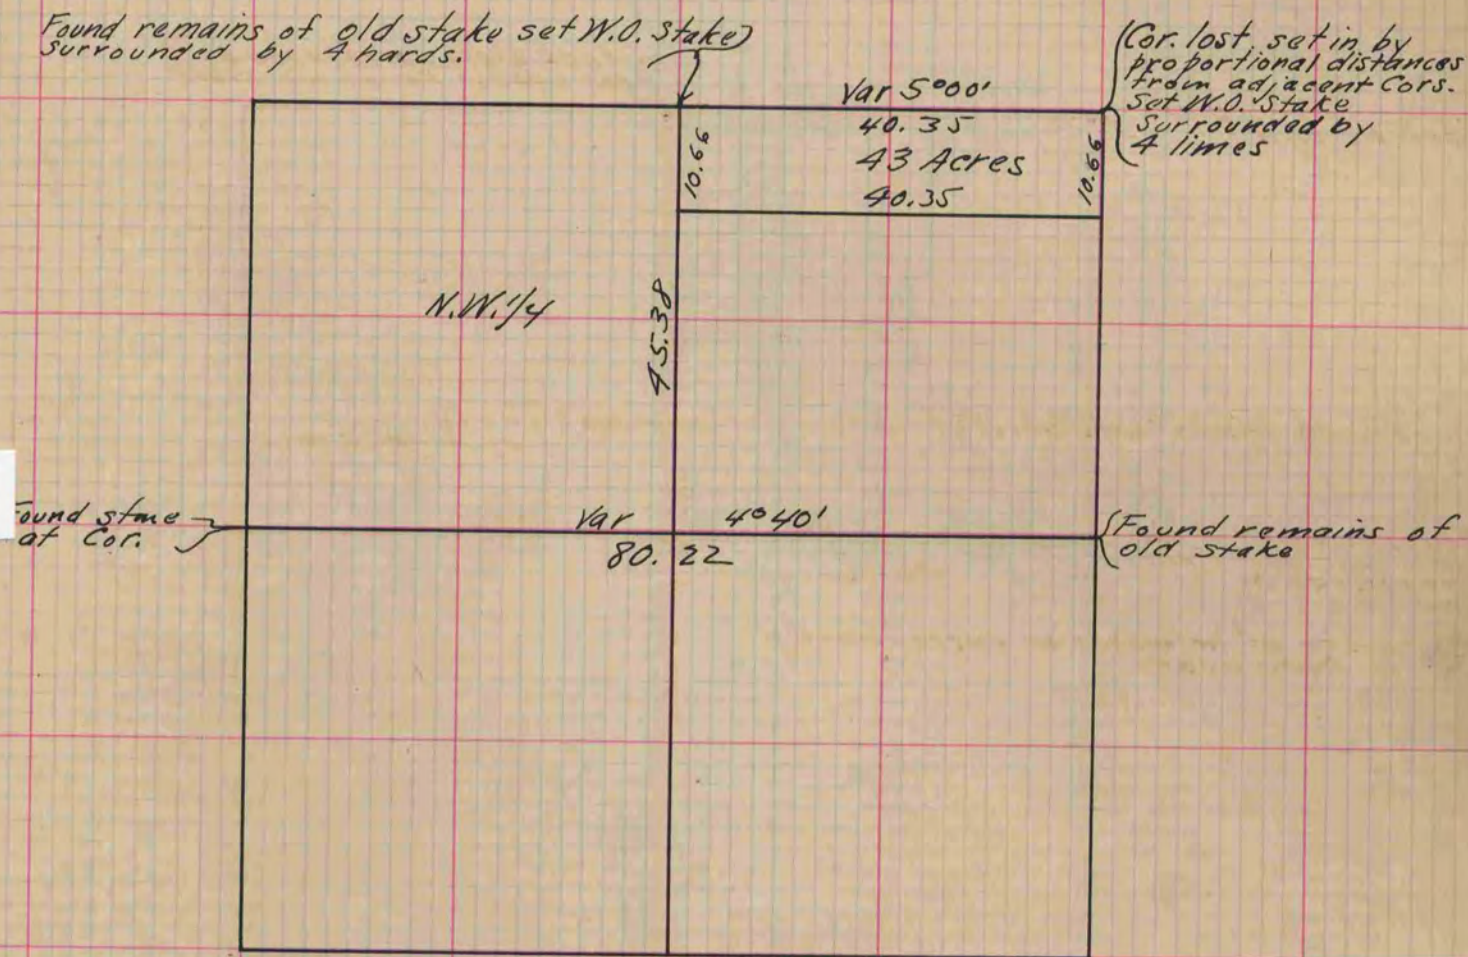 Found remains of old stake set W.O. Stake)
surrounded by 4 hards.
(Cor. lost, set in by
proportional distances
from adjacent Cors.
Set W.O. Stake
Surrounded by
4 limes
Var 5°00'
40.35
43 Acres
40.35
10.66
10.66
N.W.1/4
45.38
Found stone
at Cor.
Var 4°40'
80.22
Found remains of
old stake